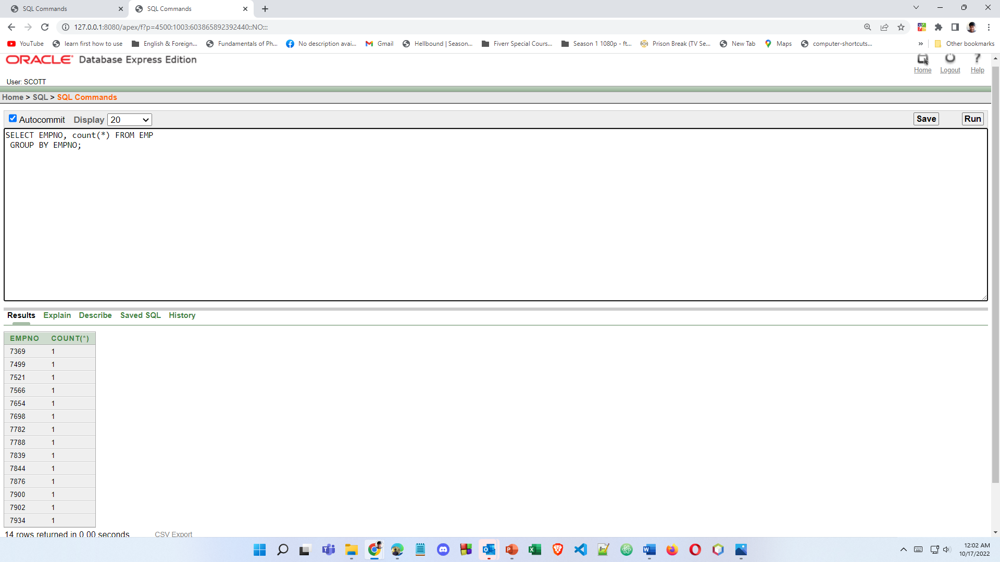 SQL Commands
SQL Commands
127.0.0.1:8080/apex/f?p=4500:1003:603865892392440::NO:::
YouTube learn first how to use English & Foreign... Fundamentals of Ph... No description avai... Gmail Hellbound | Season... Fiverr Special Cours... Season 1 1080p - ft... Prison Break (TV Se... New Tab Maps computer-shortcuts... » Other bookmarks
ORACLE Database Express Edition
Home Logout Help
User: SCOTT
Home > SQL > SQL Commands
Autocommit Display 20 Save Run
SELECT EMPNO, count(*) FROM EMP
GROUP BY EMPNO;
Results Explain Describe Saved SQL History
EMPNO COUNT(*)
7369 1
7499 1
7521 1
7566 1
7654 1
7698 1
7782 1
7788 1
7839 1
7844 1
7876 1
7900 1
7902 1
7934 1
14 rows returned in 0.00 seconds CSV Export
12:02 AM
10/17/2022